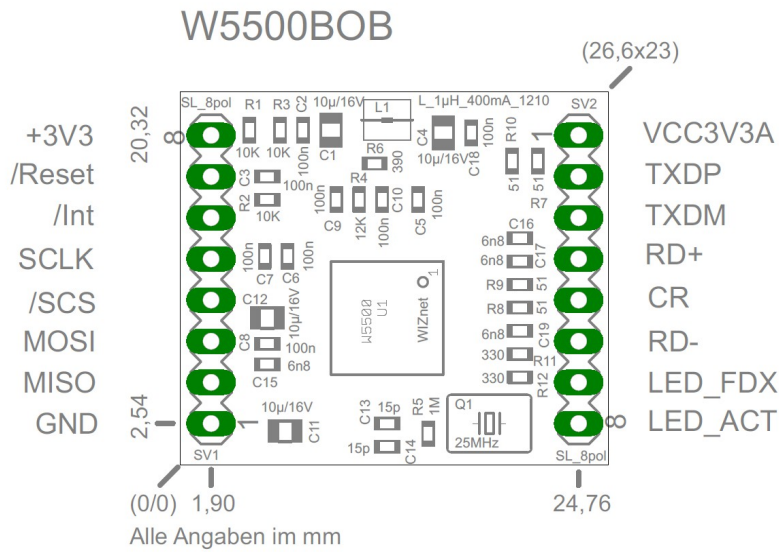 W5500BOB
(26,6x23)
SL_8pol R1 R3 C2 10µ/16V L1 L_1µH_400mA_1210 SV2
+3V3 20,32 8 10K 10K 100n C1 C4 10µ/16V C18 100n R10 1 VCC3V3A
R6 390
/Reset C3 100n R4 51 51 TXDP
R2 10K 100n C9 12K 100n C10 C5 100n R7
/Int C16 TXDM
6n8
SCLK 100n C7 C6 100n 6n8 C17 RD+
R9 51
/SCS C12 10µ/16V W5500 U1 WIZnet 1 R8 51 CR
MOSI C8 100n 6n8 C19 RD-
6n8 330 R11
MISO C15 330 R12 LED_FDX
GND 2,54 1 10µ/16V C11 C13 15p R5 1M Q1 8 LED_ACT
15p C14 25MHz
SV1 SL_8pol
(0/0) 1,90 24,76
Alle Angaben im mm